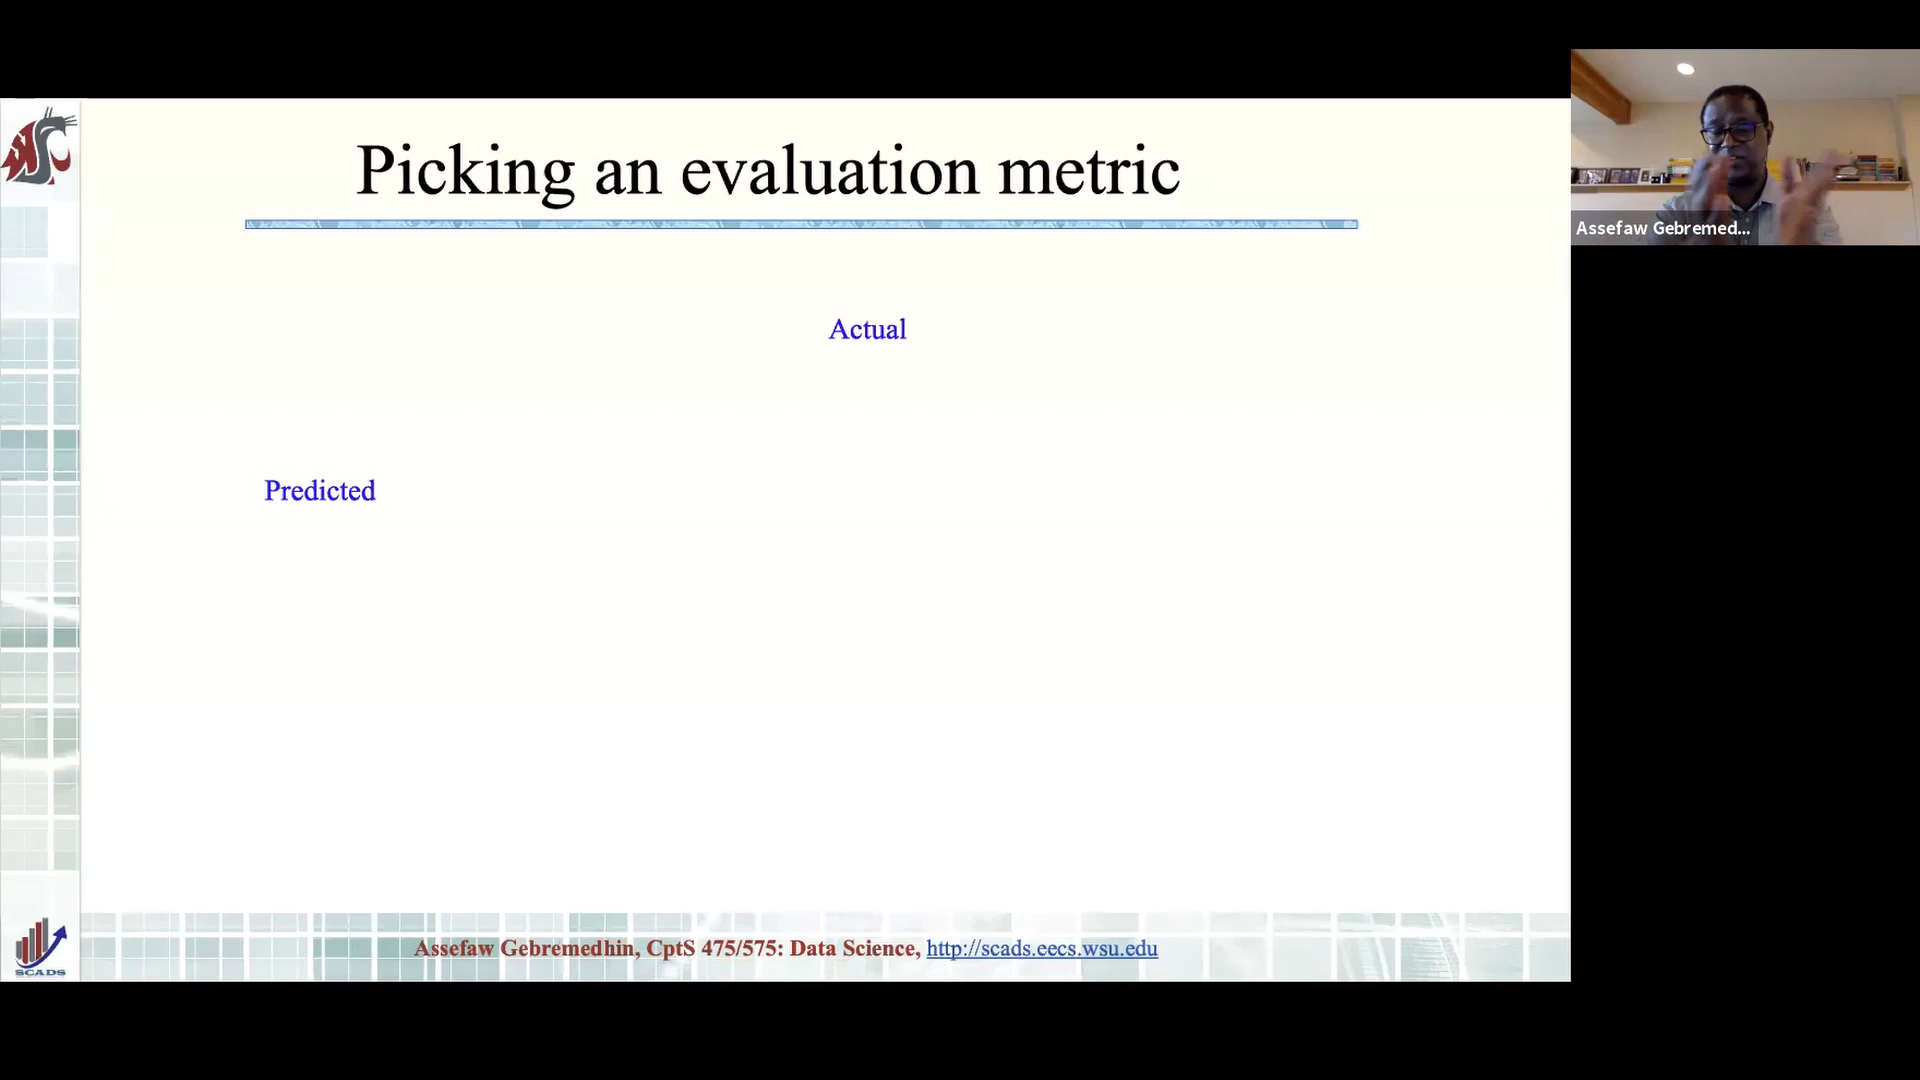 Picking an evaluation metric
Assefaw Gebremed...
Actual
Predicted
Assefaw Gebremedhin, CptS 475/575: Data Science, http://scads.eecs.wsu.edu
SCADS